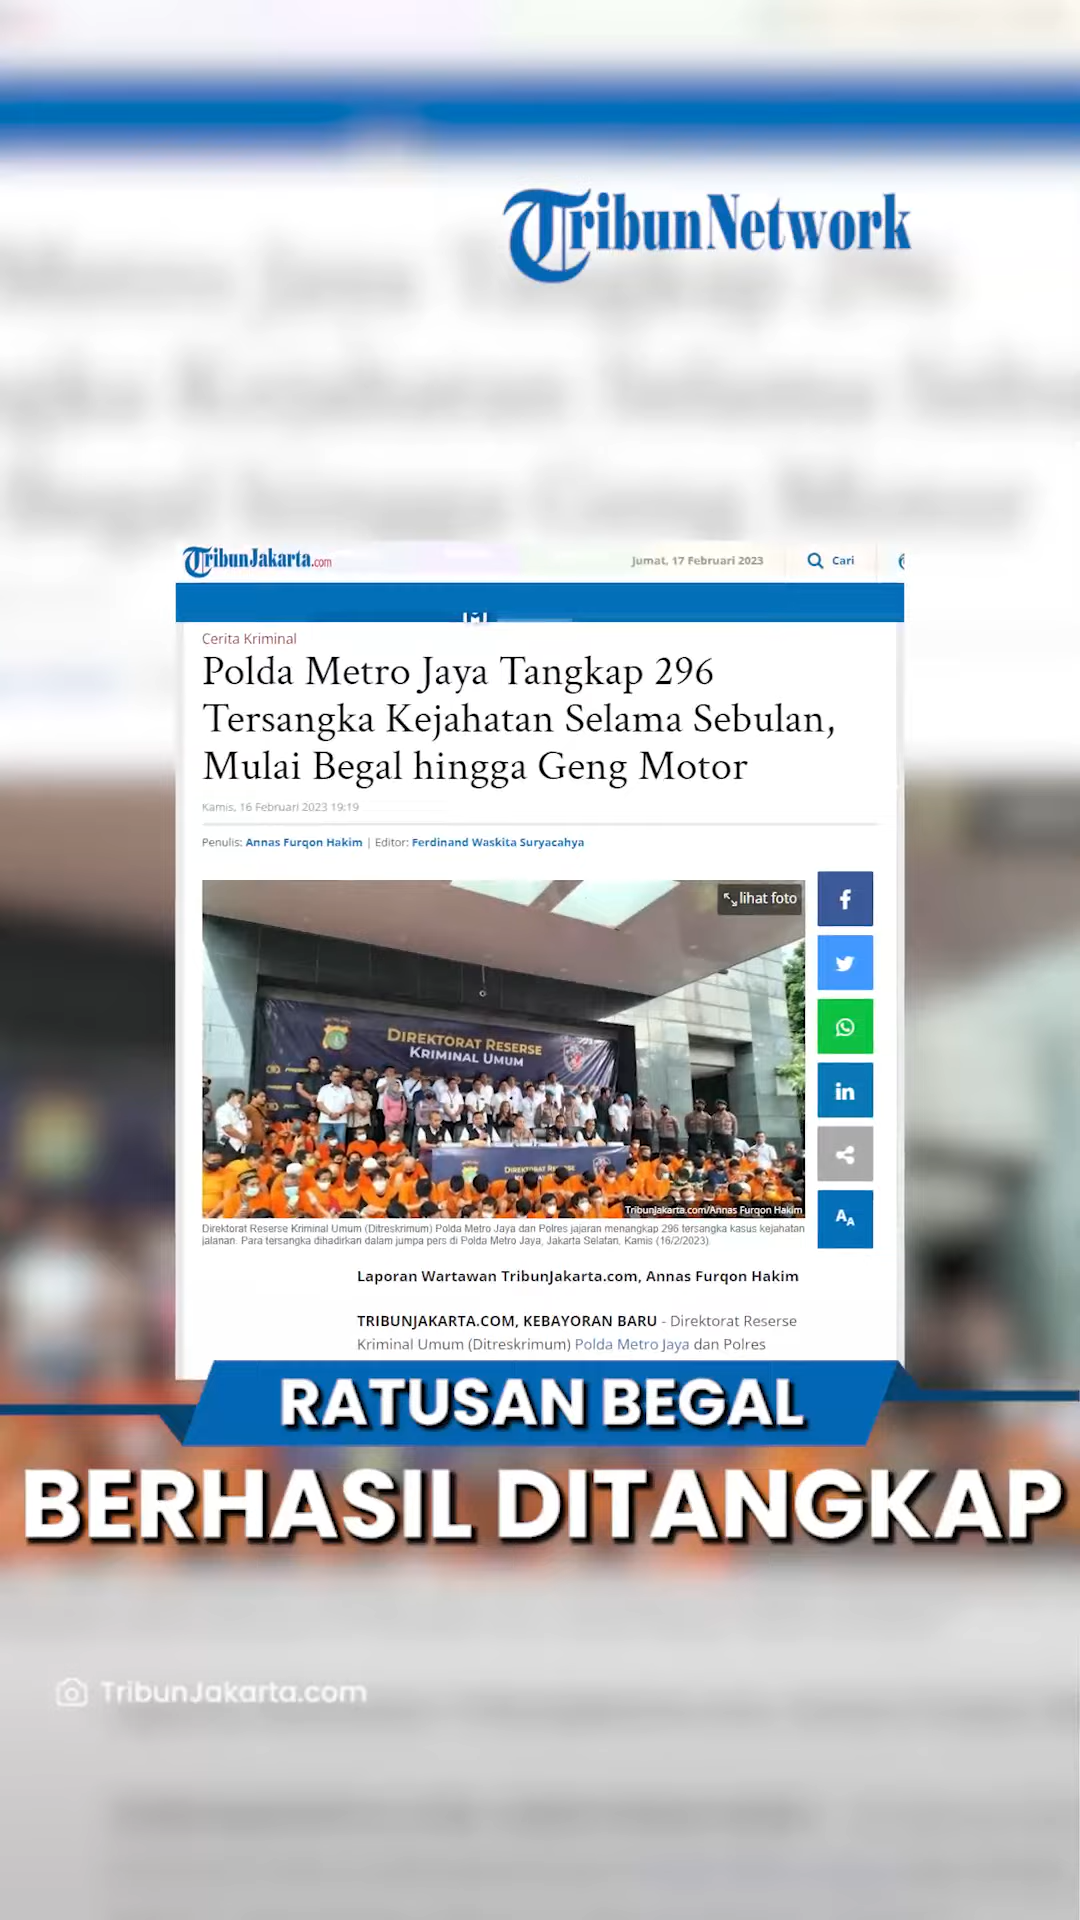 Tribun Network
TribunJakarta.com
Jumat, 17 Februari 2023
Cari
Cerita Kriminal
Polda Metro Jaya Tangkap 296
Tersangka Kejahatan Selama Sebulan,
Mulai Begal hingga Geng Motor
Kamis, 16 Februari 2023 19:19
Penulis: Annas Furqon Hakim | Editor: Ferdinand Waskita Suryacahya
lihat foto
DIREKTORAT RESERSE
KRIMINAL UMUM
DIREKTORAT RESERSE
TribunJakarta.com/Annas Furqon Hakim
Direktorat Reserse Kriminal Umum (Ditreskrimum) Polda Metro Jaya dan Polres jajaran menangkap 296 tersangka kasus kejahatan
jalanan. Para tersangka dihadirkan dalam jumpa pers di Polda Metro Jaya, Jakarta Selatan, Kamis (16/2/2023).
Laporan Wartawan TribunJakarta.com, Annas Furqon Hakim
TRIBUNJAKARTA.COM, KEBAYORAN BARU - Direktorat Reserse
Kriminal Umum (Ditreskrimum) Polda Metro Jaya dan Polres
RATUSAN BEGAL
BERHASIL DITANGKAP
TribunJakarta.com